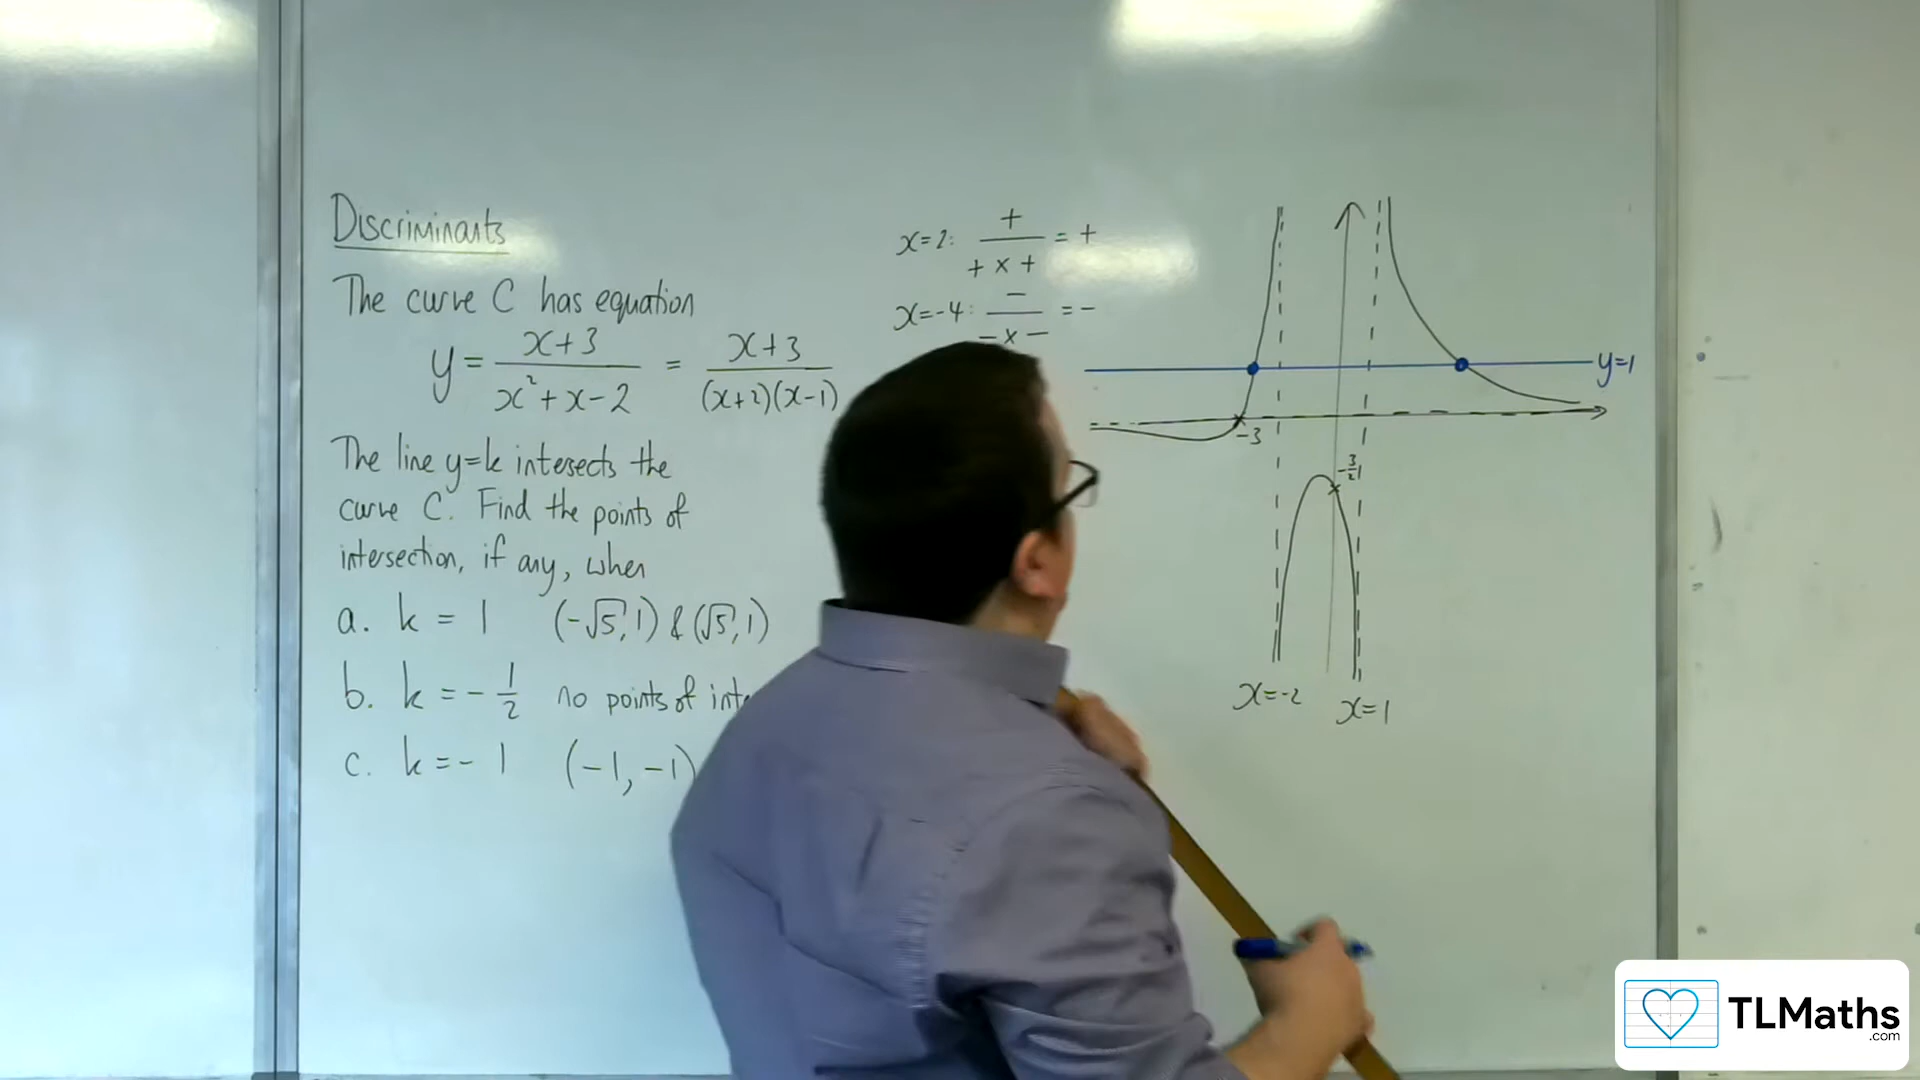 Discriminants
The curve C has equation
y = x+3 / x²+x-2 = x+3 / (x+2)(x-1)
The line y=k intersects the
curve C. Find the points of
intersection, if any, when
a. k = 1 (-√5, 1) & (√5, 1)
b. k = -1/2 no points of
c. k = -1 (-1, -1)
x=2: + / + x + = +
x=-4: - / - x - = -
y=1
-3
-3/2
x=-2
x=1
TLMaths
.com